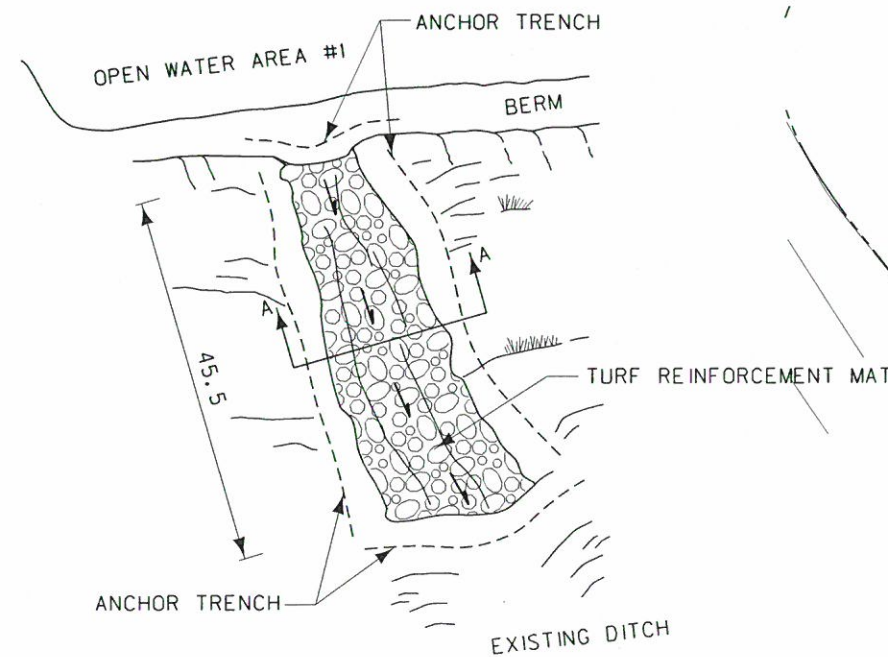 ANCHOR TRENCH
OPEN WATER AREA #1
BERM
A
A
45.5
TURF REINFORCEMENT MAT
ANCHOR TRENCH
EXISTING DITCH